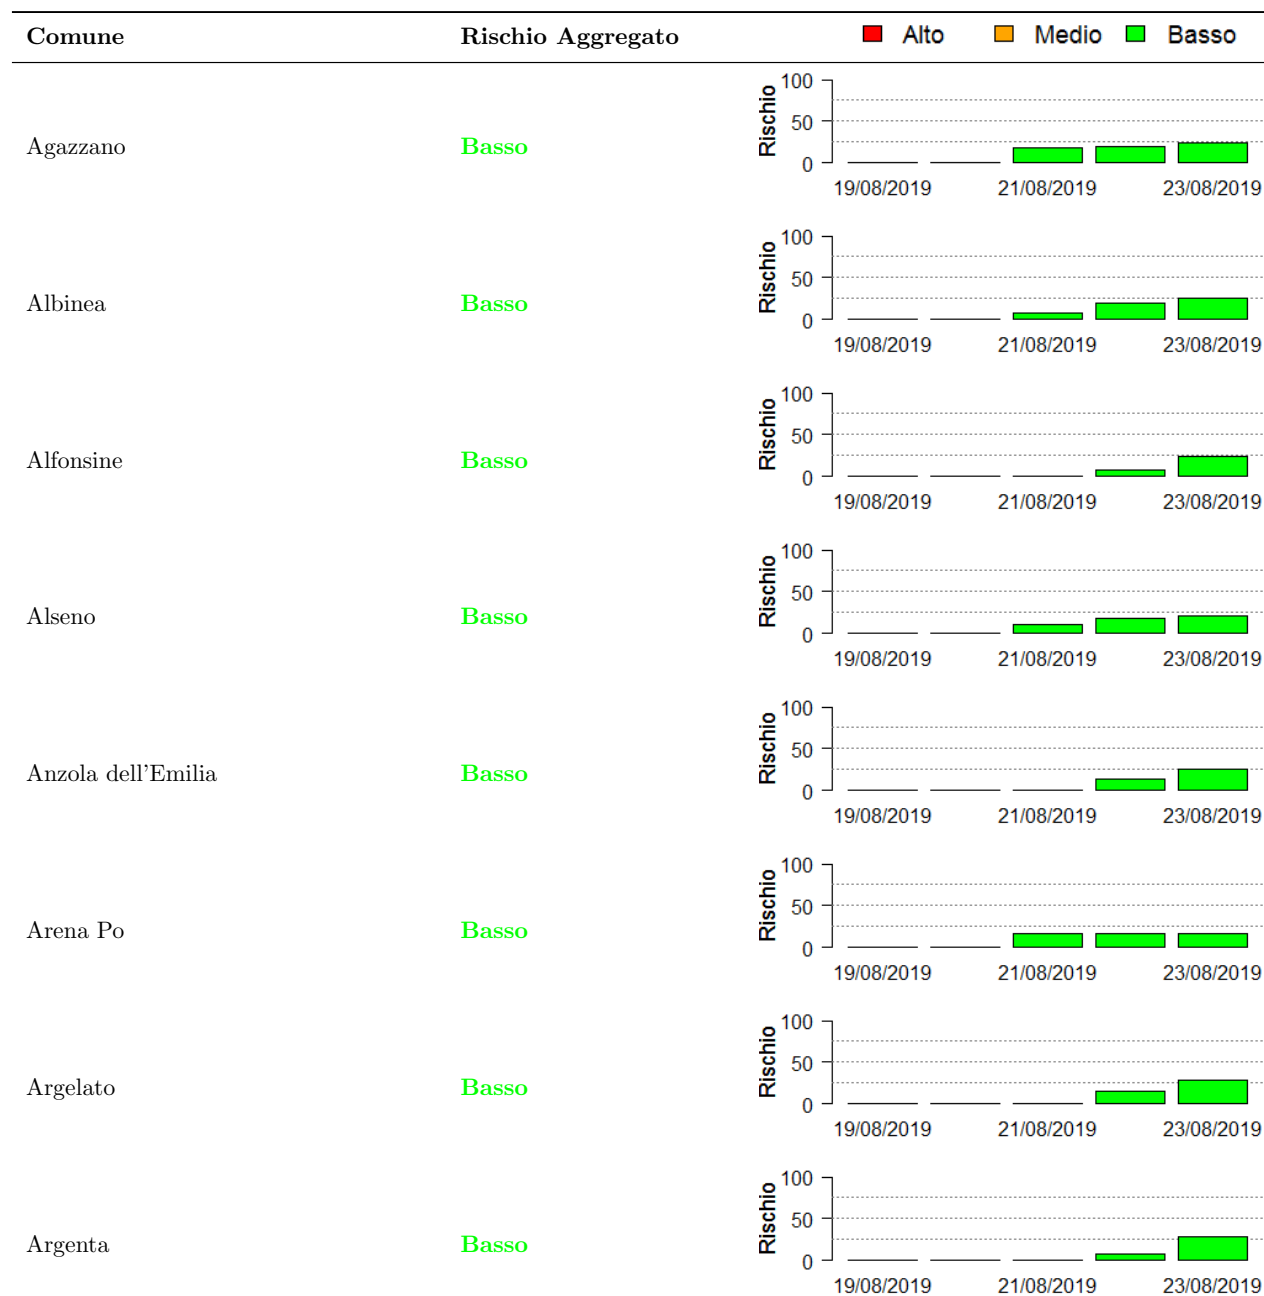 Comune Rischio Aggregato Alto Medio Basso
100
Rischio
50
Agazzano Basso
0
19/08/2019 21/08/2019 23/08/2019
100
Rischio
50
Albinea Basso
0
19/08/2019 21/08/2019 23/08/2019
100
Rischio
50
Alfonsine Basso
0
19/08/2019 21/08/2019 23/08/2019
100
Rischio
50
Alseno Basso
0
19/08/2019 21/08/2019 23/08/2019
100
Rischio
50
Anzola dell'Emilia Basso
0
19/08/2019 21/08/2019 23/08/2019
100
Rischio
50
Arena Po Basso
0
19/08/2019 21/08/2019 23/08/2019
100
Rischio
50
Argelato Basso
0
19/08/2019 21/08/2019 23/08/2019
100
Rischio
50
Argenta Basso
0
19/08/2019 21/08/2019 23/08/2019